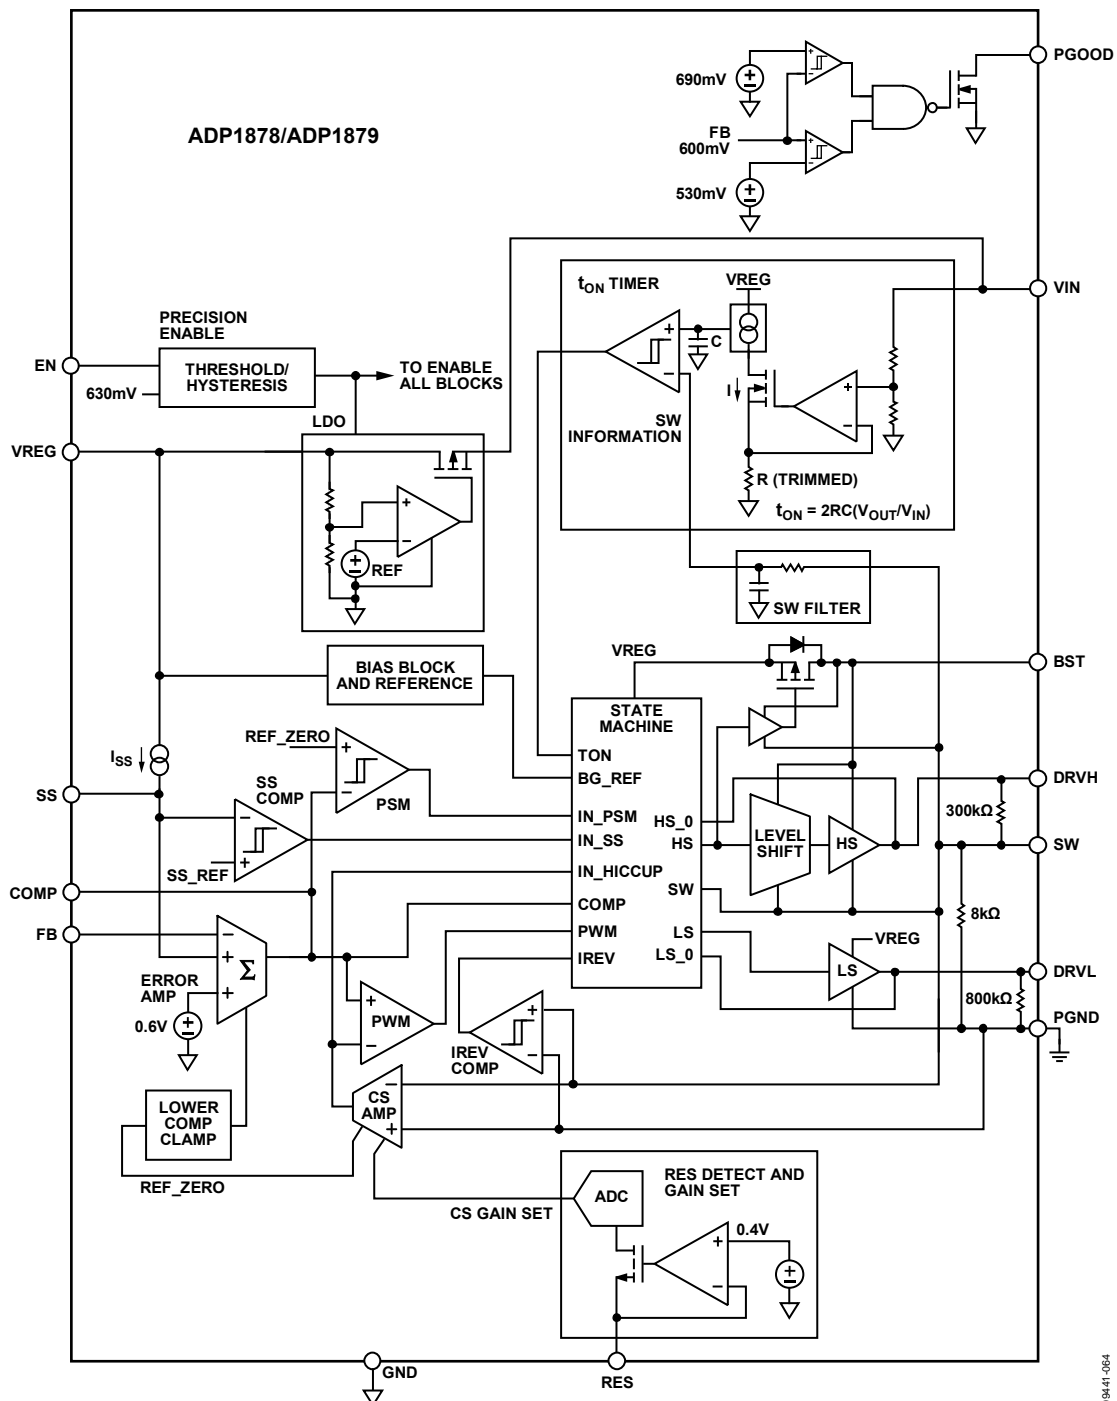 PGOOD
690mV
ADP1878/ADP1879
FB
600mV
530mV
tON TIMER
VREG
VIN
C
PRECISION
ENABLE
EN
THRESHOLD/
HYSTERESIS
TO ENABLE
ALL BLOCKS
630mV
I
SW
INFORMATION
LDO
VREG
R (TRIMMED)
tON = 2RC(VOUT/VIN)
REF
SW FILTER
VREG
BST
BIAS BLOCK
AND REFERENCE
STATE
MACHINE
REF_ZERO
ISS
TON
BG_REF
DRVH
SS
SS
COMP
PSM
IN_PSM
HS_0
300kΩ
IN_SS
HS
LEVEL
SHIFT
HS
SW
SS_REF
IN_HICCUP
COMP
SW
COMP
8kΩ
FB
PWM
LS
VREG
IREV
LS_0
LS
DRVL
ERROR
AMP
Σ
800kΩ
0.6V
PWM
PGND
IREV
COMP
LOWER
COMP
CLAMP
CS
AMP
REF_ZERO
RES DETECT AND
GAIN SET
ADC
CS GAIN SET
0.4V
GND
RES
09441-064